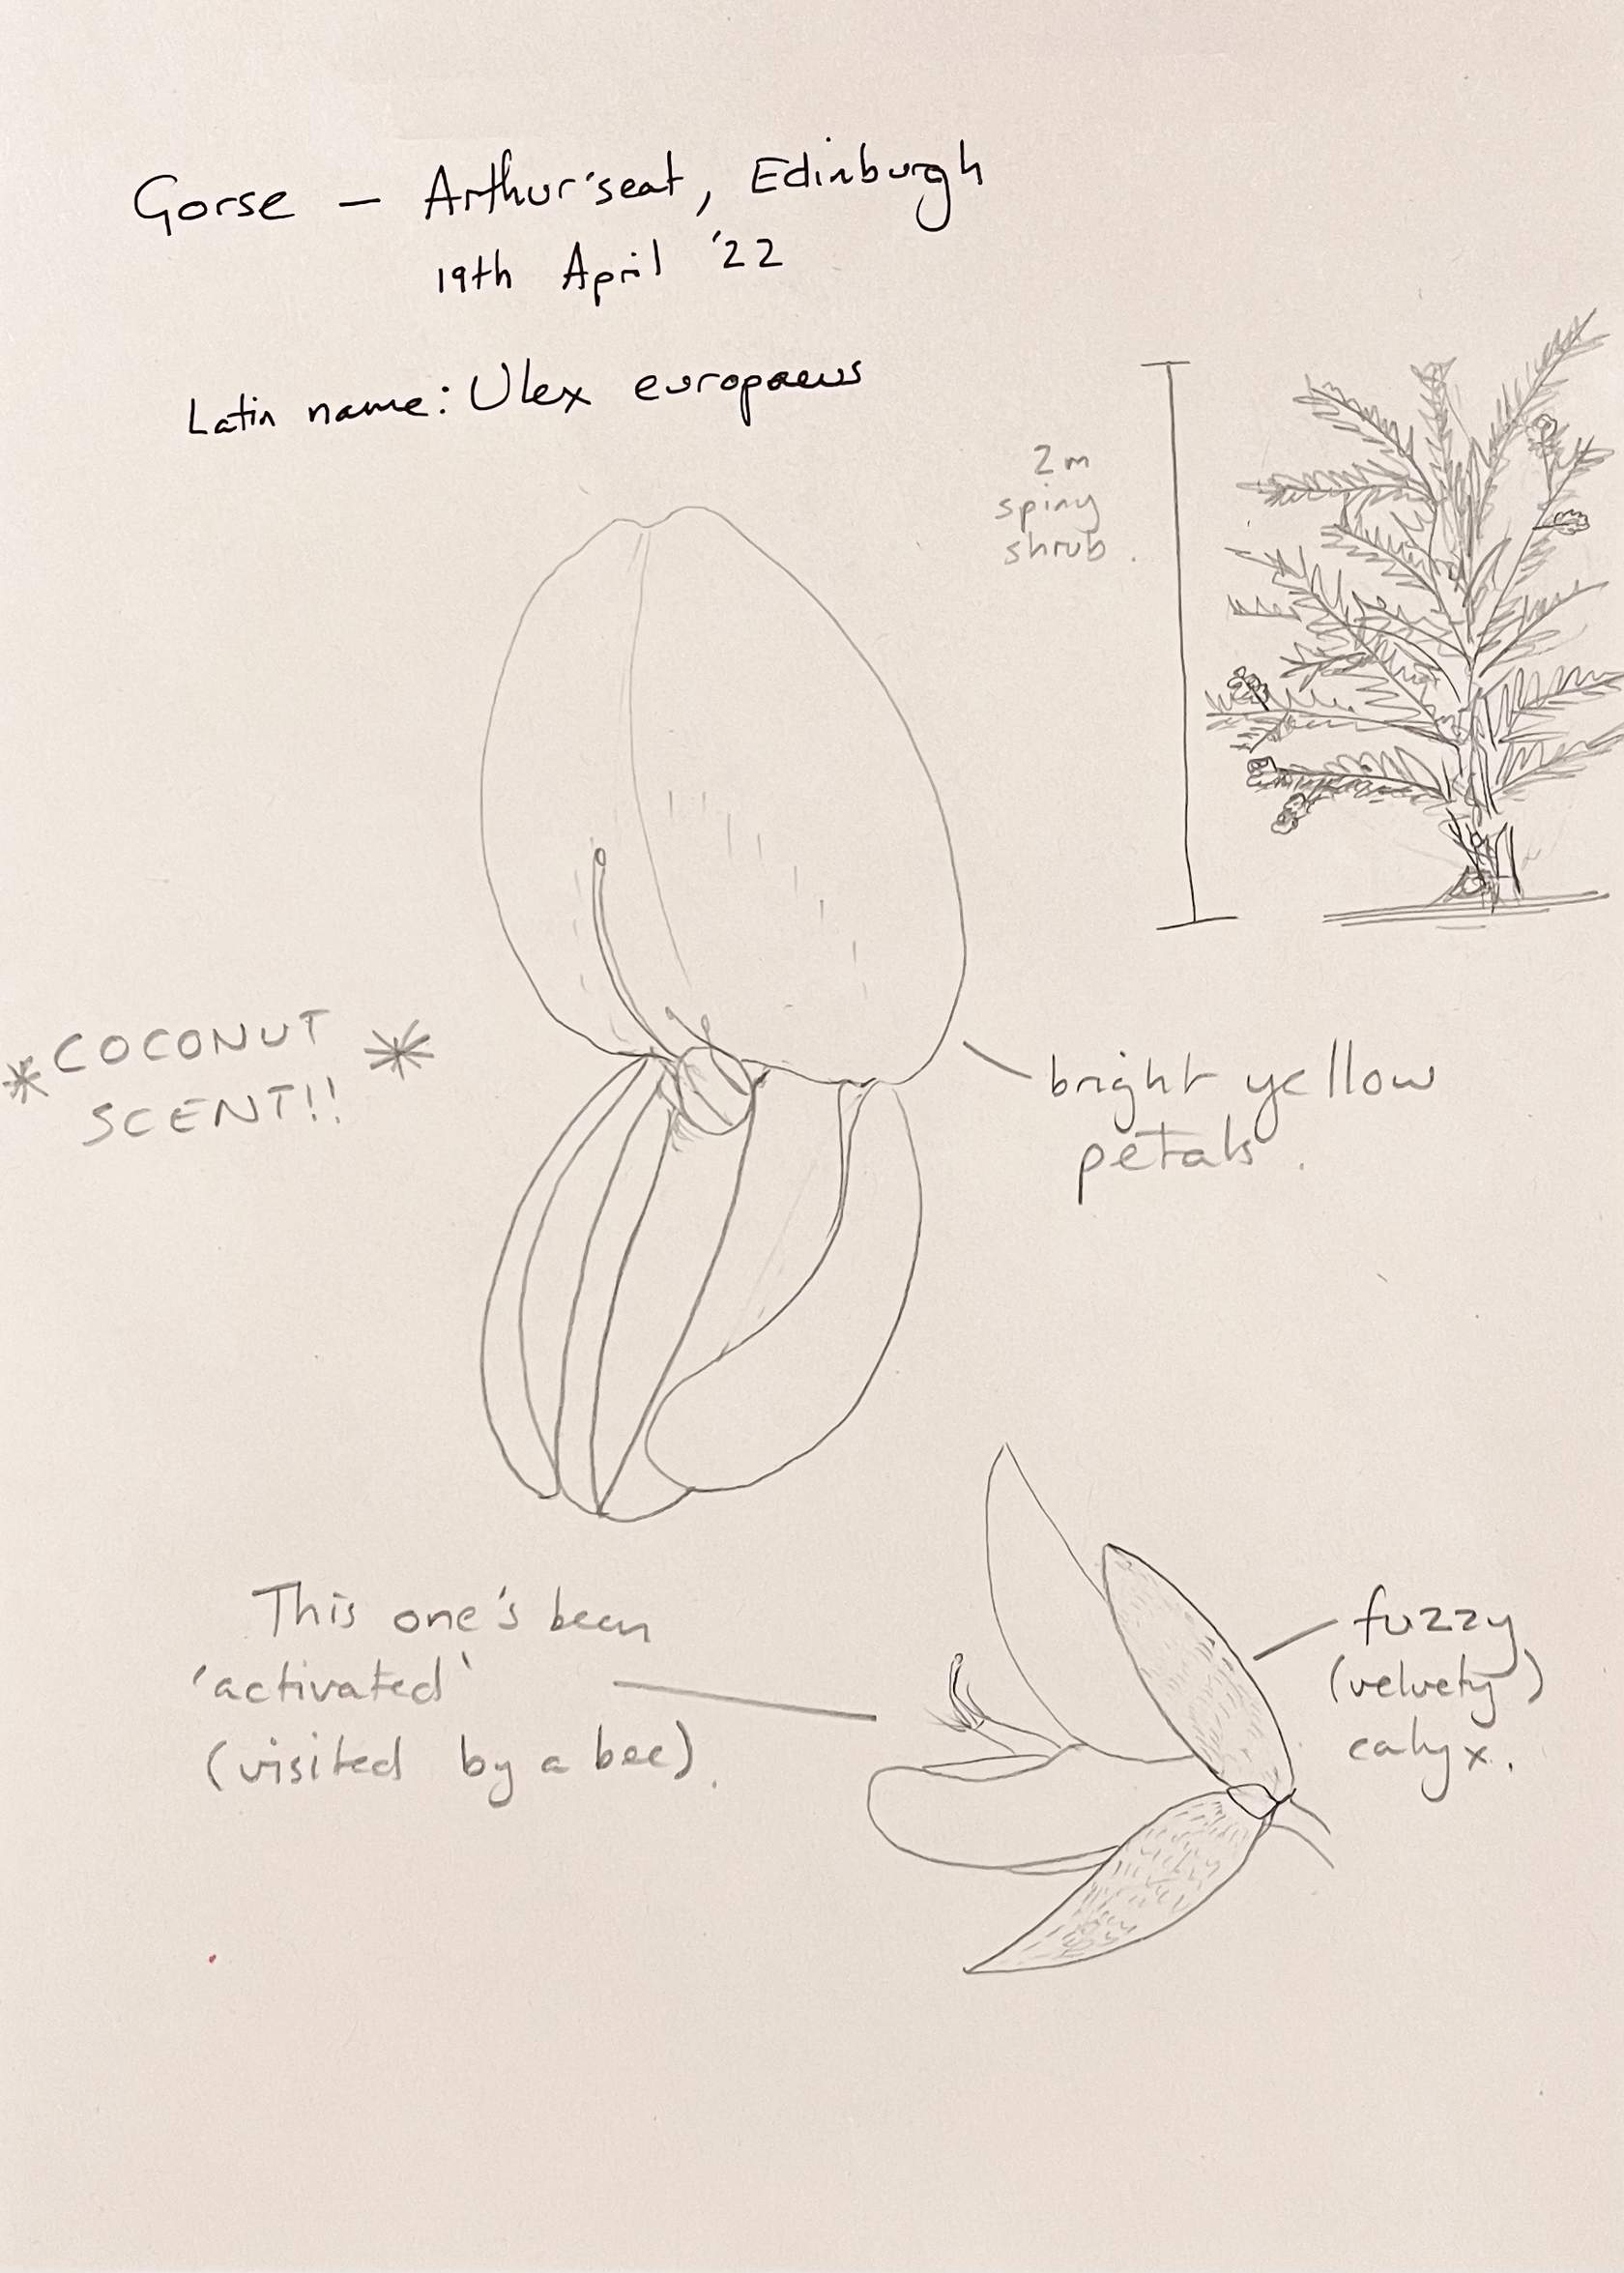 Gorse — Arthur'seat, Edinburgh
19th April '22
Latin name: Ulex europaeus
2m
spiny
shrub.
*COCONUT *
SCENT!!
bright yellow
petals.
This one's been
'activated'
(visited by a bee).
fuzzy
(velvety)
calyx.